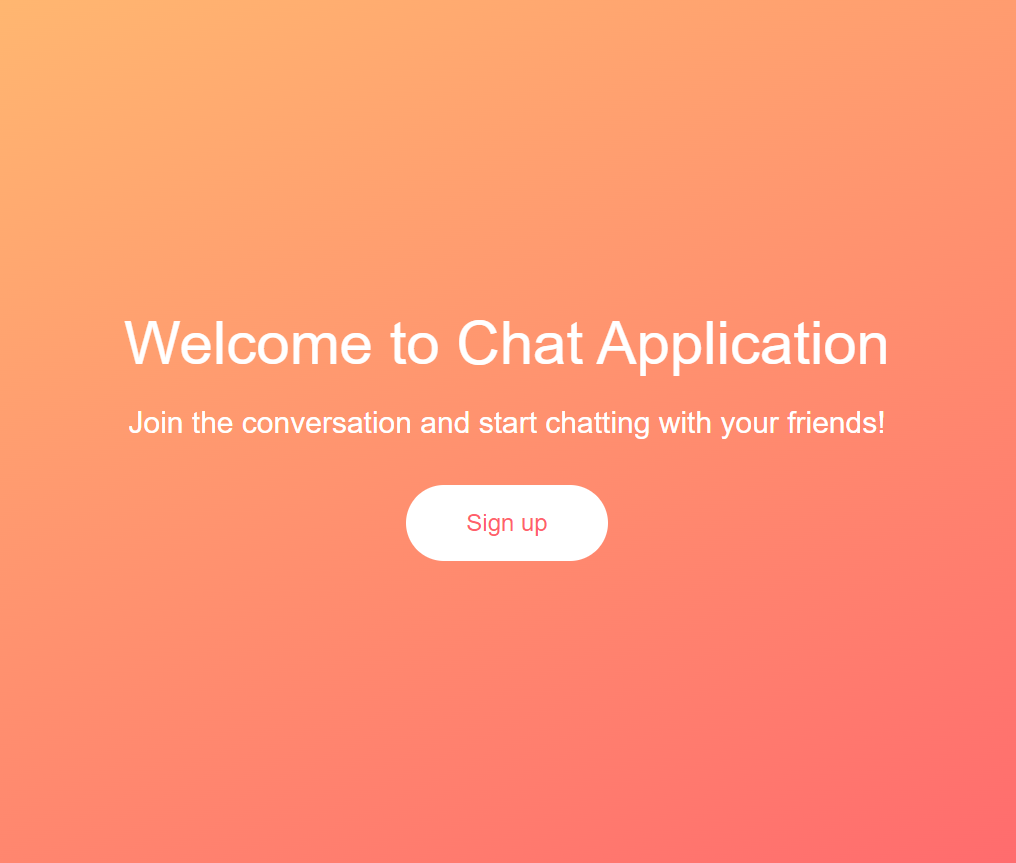 Welcome to Chat Application
Join the conversation and start chatting with your friends!
Sign up